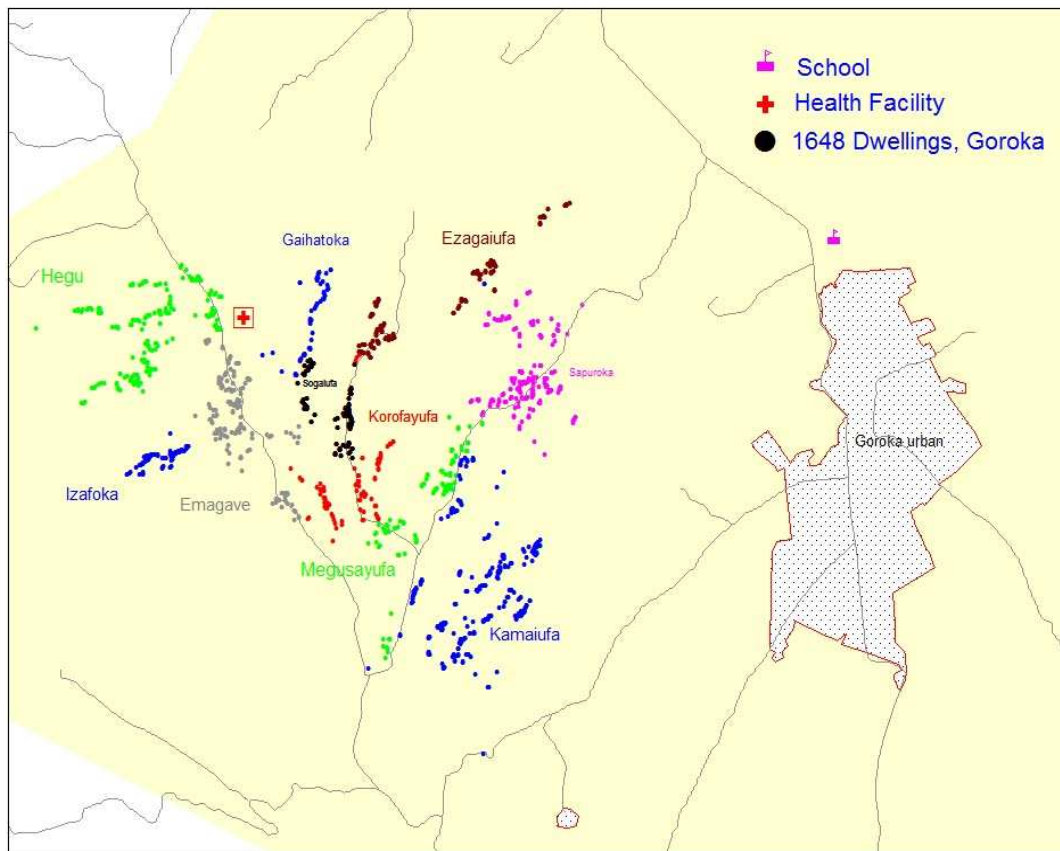 School
Health Facility
1648 Dwellings, Goroka
Gaihatoka
Ezagaiufa
Hegu
Sapuroka
Sogaiufa
Korofayufa
Goroka urban
Izafoka
Emagave
Megusayufa
Kamaiufa